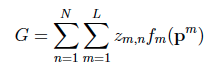 G = \sum_{n=1}^{N} \sum_{m=1}^{L} z_{m,n} f_m(\mathbf{p}^m)